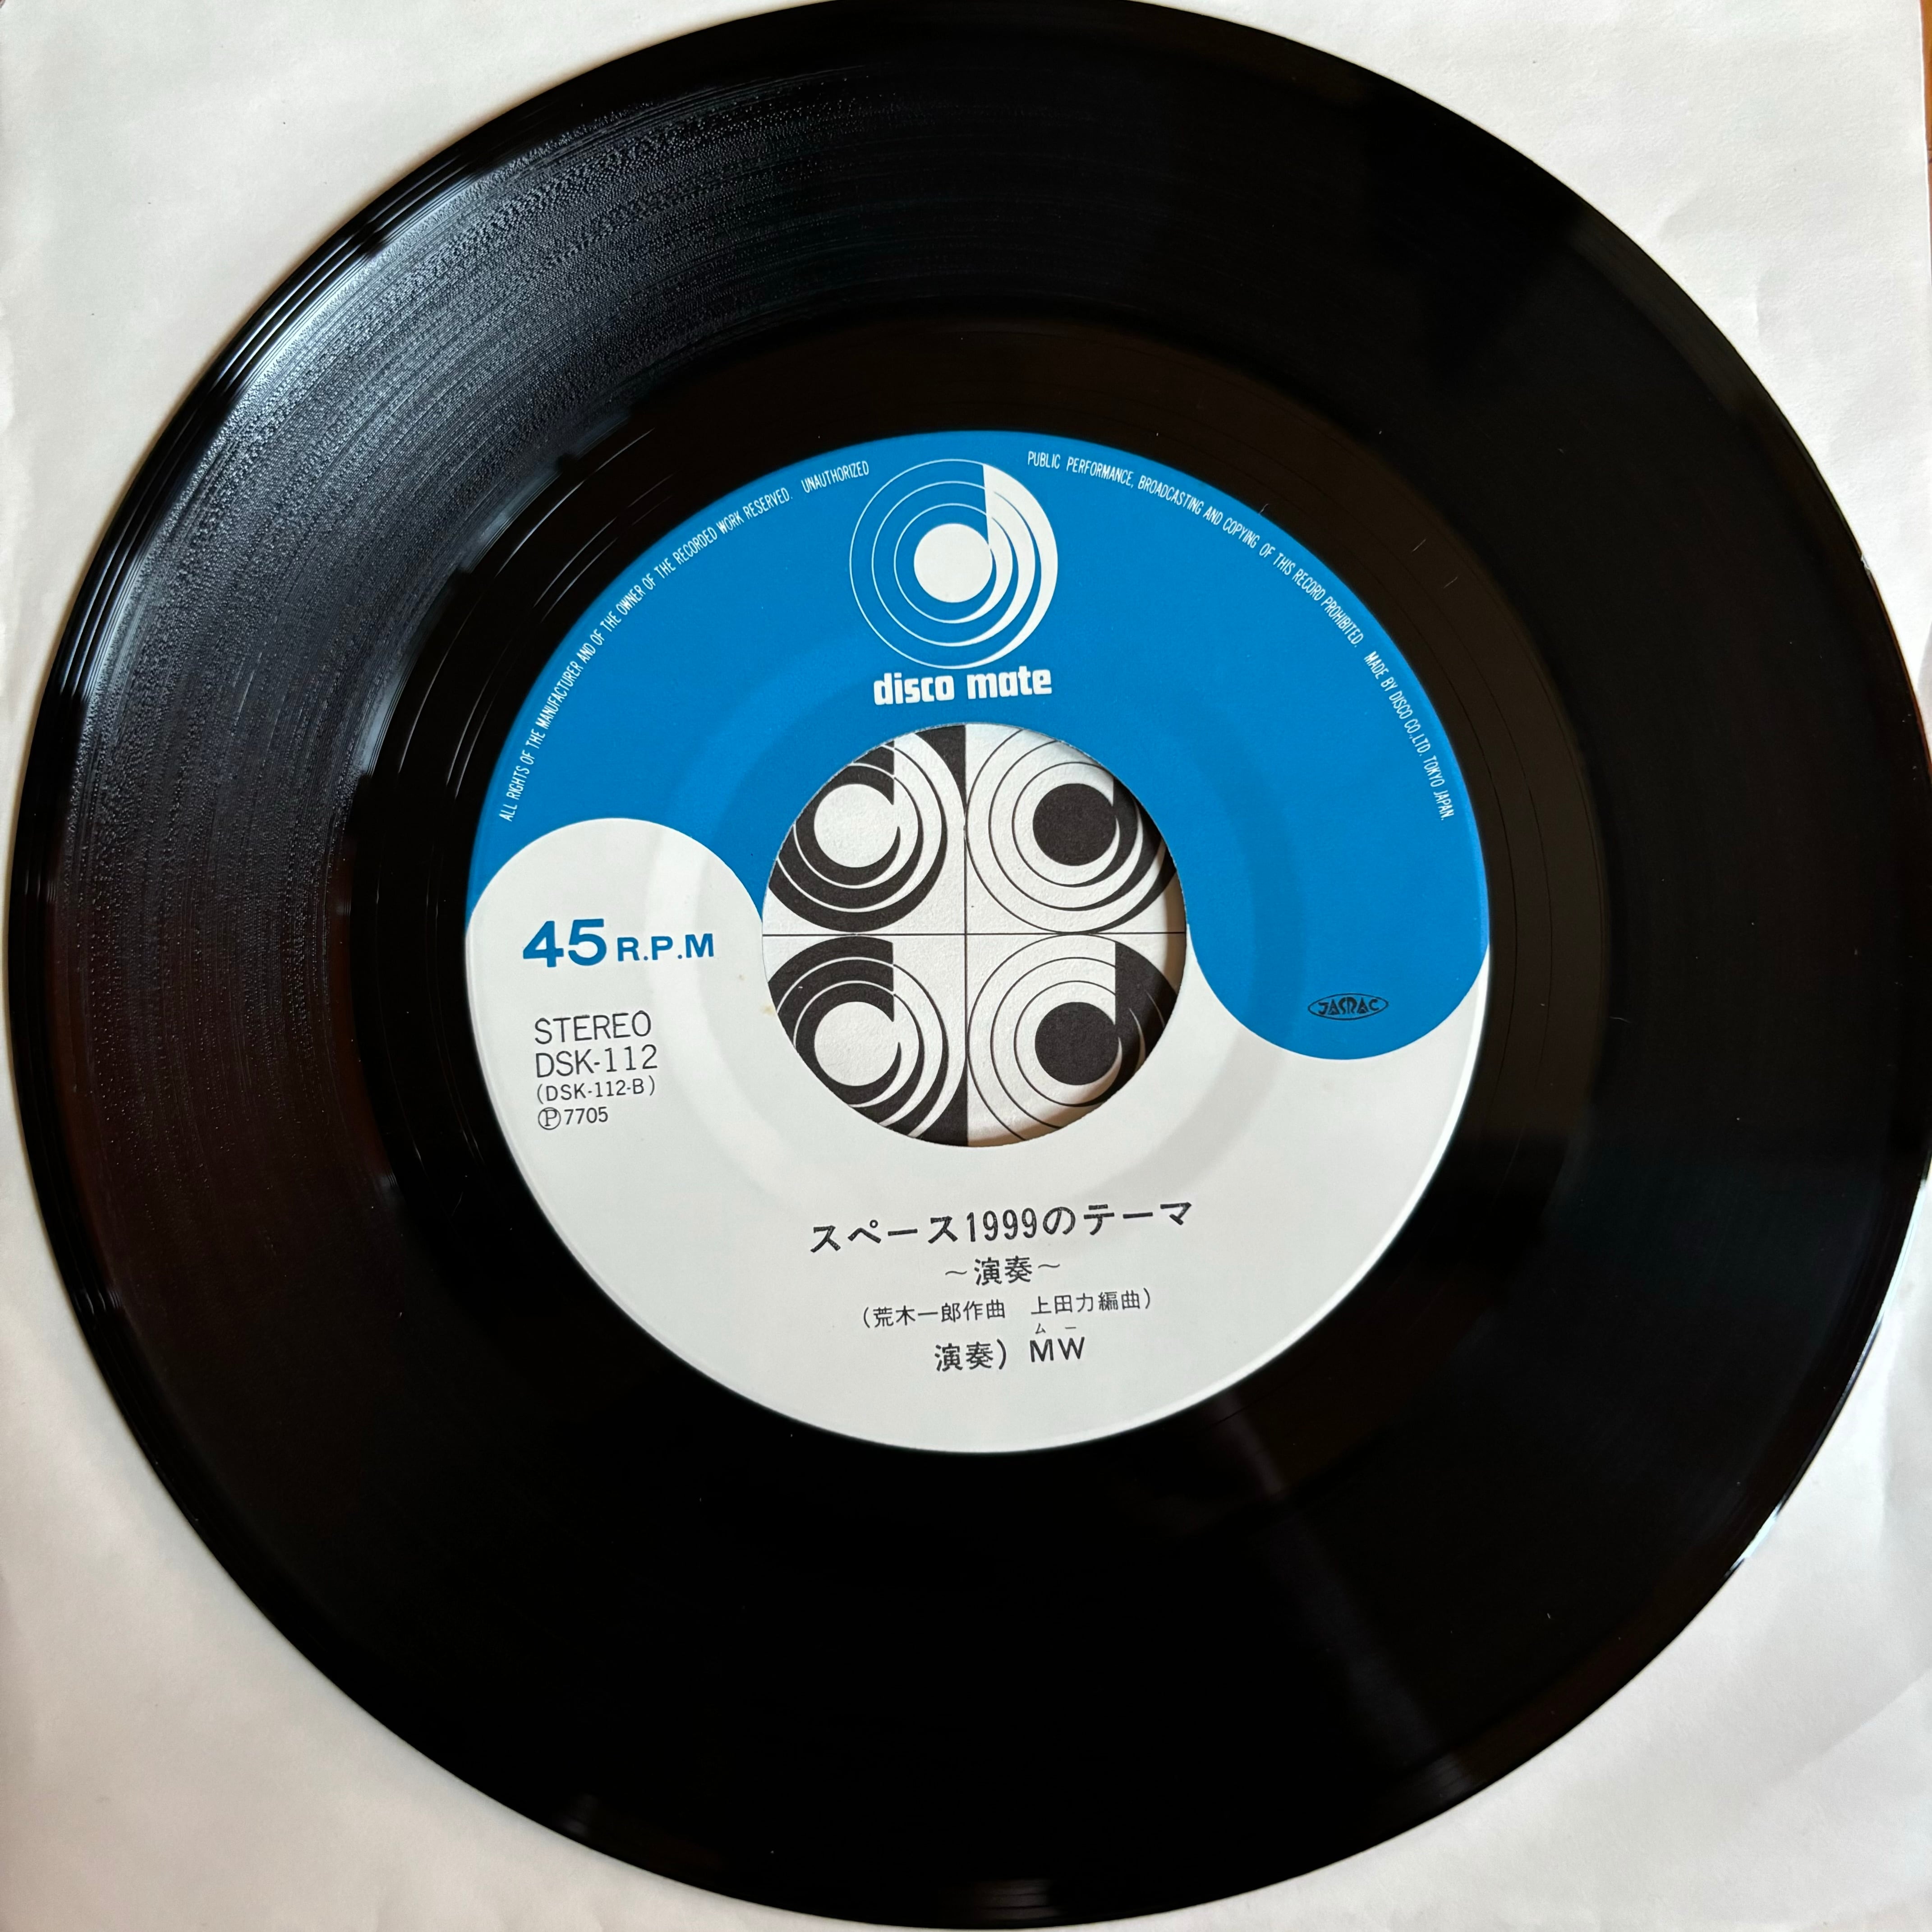 ALL RIGHTS OF THE MANUFACTURER AND OF THE OWNER OF THE RECORDED WORK RESERVED. UNAUTHORIZED PUBLIC PERFORMANCE, BROADCASTING AND COPYING OF THIS RECORD PROHIBITED. MADE BY DISCO CO.,LTD. TOKYO JAPAN.
disco mate
45 R.P.M
STEREO
DSK-112
(DSK-112-B)
Ⓟ7705
JASRAC
スペース1999のテーマ
〜演奏〜
(荒木一郎作曲 上田力編曲)
ムー
演奏) MW